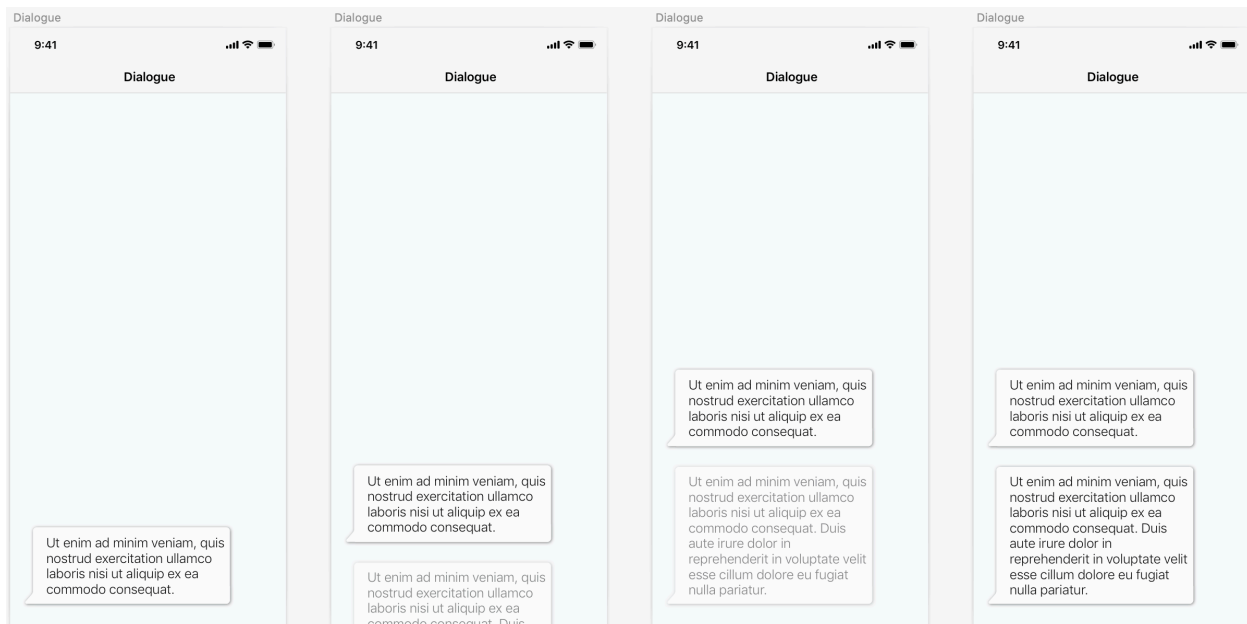 Dialogue
9:41
Dialogue
Ut enim ad minim veniam, quis
nostrud exercitation ullamco
laboris nisi ut aliquip ex ea
commodo consequat.
Dialogue
9:41
Dialogue
Ut enim ad minim veniam, quis
nostrud exercitation ullamco
laboris nisi ut aliquip ex ea
commodo consequat.
Ut enim ad minim veniam, quis
nostrud exercitation ullamco
laboris nisi ut aliquip ex ea
commodo consequat. Duis
Dialogue
9:41
Dialogue
Ut enim ad minim veniam, quis
nostrud exercitation ullamco
laboris nisi ut aliquip ex ea
commodo consequat.
Ut enim ad minim veniam, quis
nostrud exercitation ullamco
laboris nisi ut aliquip ex ea
commodo consequat. Duis
aute irure dolor in
reprehenderit in voluptate velit
esse cillum dolore eu fugiat
nulla pariatur.
Dialogue
9:41
Dialogue
Ut enim ad minim veniam, quis
nostrud exercitation ullamco
laboris nisi ut aliquip ex ea
commodo consequat.
Ut enim ad minim veniam, quis
nostrud exercitation ullamco
laboris nisi ut aliquip ex ea
commodo consequat. Duis
aute irure dolor in
reprehenderit in voluptate velit
esse cillum dolore eu fugiat
nulla pariatur.